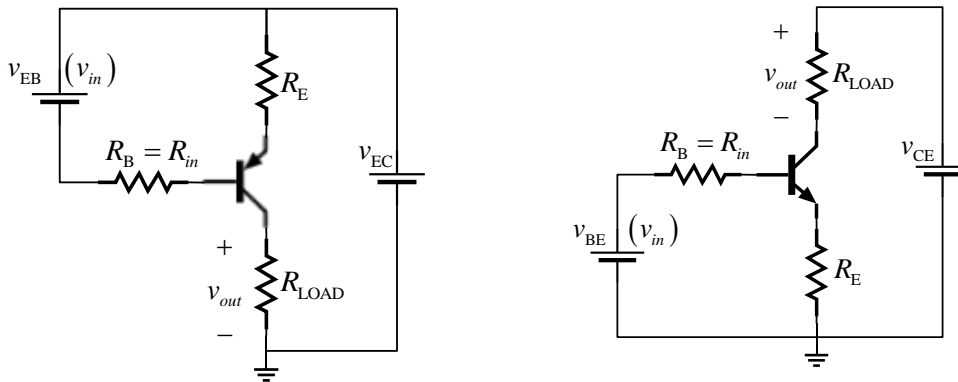 v_EB (v_in)
R_E
R_B = R_in
v_EC
+
v_out
−
R_LOAD
+
v_out
−
R_LOAD
R_B = R_in
v_CE
v_BE (v_in)
R_E